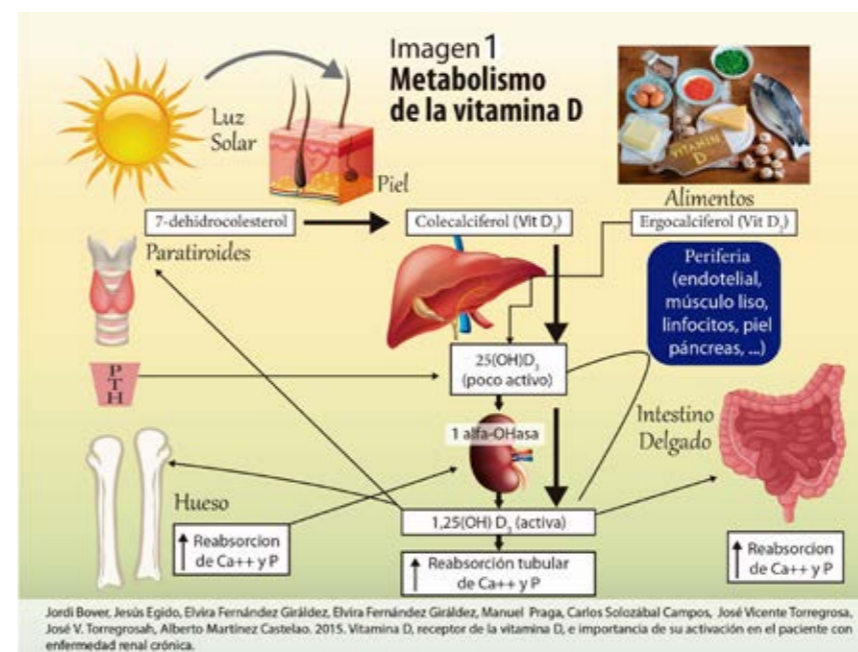 Imagen 1
Metabolismo
de la vitamina D
Luz
Solar
Piel
VITAMIN
D
Alimentos
7-dehidrocolesterol
Colecalciferol (Vit D3)
Ergocalciferol (Vit D2)
Paratiroides
Periferia
(endotelial,
músculo liso,
linfocitos, piel
páncreas, ...)
25(OH)D3
(poco activo)
PTH
1 alfa-OHasa
Intestino
Delgado
Hueso
1,25(OH) D3 (activa)
Reabsorcion
de Ca++ y P
Reabsorción tubular
de Ca++ y P
Reabsorcion
de Ca++ y P
Jordi Bover, Jesús Egido, Elvira Fernández Giráldez, Elvira Fernández Giráldez, Manuel Praga, Carlos Solozábal Campos, José Vicente Torregrosa,
José V. Torregrosah, Alberto Martínez Castelao. 2015. Vitamina D, receptor de la vitamina D, e importancia de su activación en el paciente con
enfermedad renal crónica.